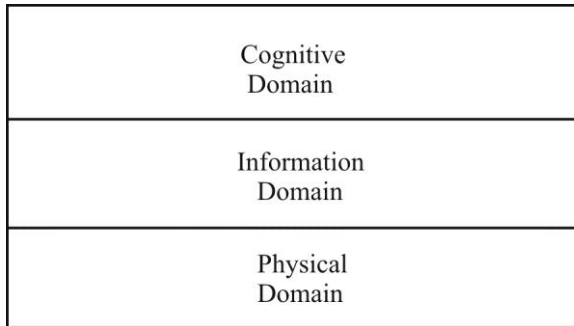 Cognitive
Domain
Information
Domain
Physical
Domain